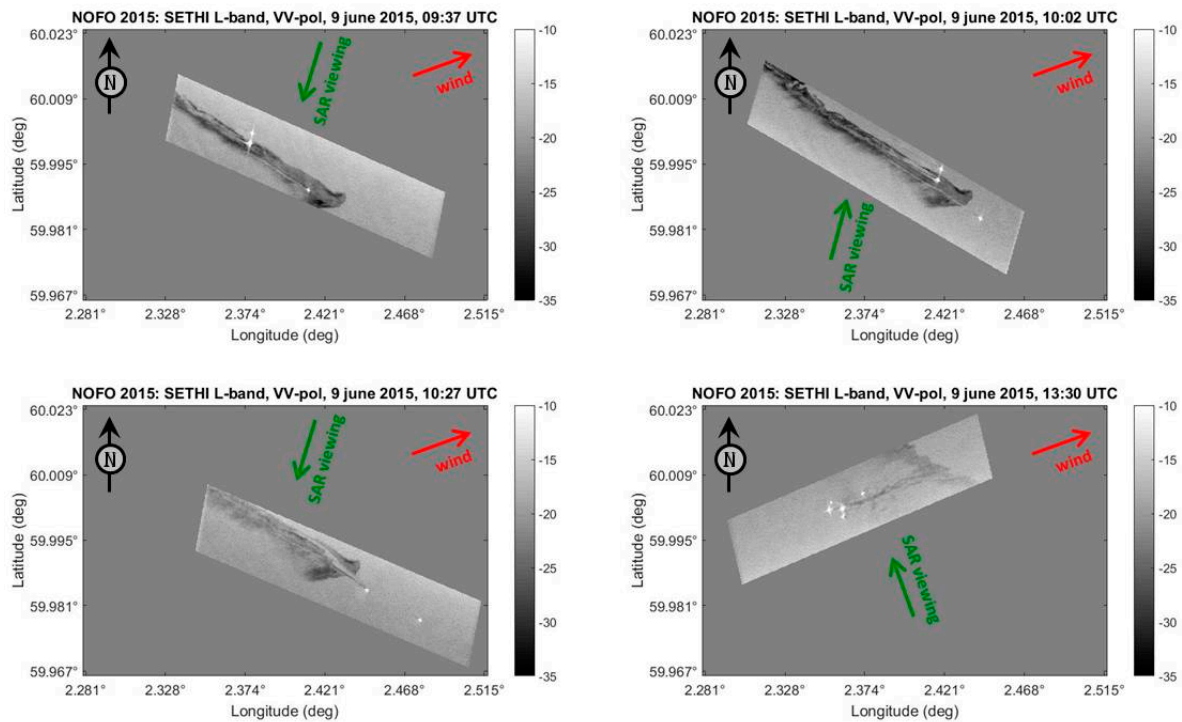 NOFO 2015: SETHI L-band, VV-pol, 9 june 2015, 09:37 UTC
60.023°
60.009°
59.995°
59.981°
59.967°
Latitude (deg)
N
SAR viewing
wind
2.281° 2.328° 2.374° 2.421° 2.468° 2.515°
Longitude (deg)
-10
-15
-20
-25
-30
-35
NOFO 2015: SETHI L-band, VV-pol, 9 june 2015, 10:02 UTC
60.023°
60.009°
59.995°
59.981°
59.967°
Latitude (deg)
N
SAR viewing
wind
2.281° 2.328° 2.374° 2.421° 2.468° 2.515°
Longitude (deg)
-10
-15
-20
-25
-30
-35
NOFO 2015: SETHI L-band, VV-pol, 9 june 2015, 10:27 UTC
60.023°
60.009°
59.995°
59.981°
59.967°
Latitude (deg)
N
SAR viewing
wind
2.281° 2.328° 2.374° 2.421° 2.468° 2.515°
Longitude (deg)
-10
-15
-20
-25
-30
-35
NOFO 2015: SETHI L-band, VV-pol, 9 june 2015, 13:30 UTC
60.023°
60.009°
59.995°
59.981°
59.967°
Latitude (deg)
N
SAR viewing
wind
2.281° 2.328° 2.374° 2.421° 2.468° 2.515°
Longitude (deg)
-10
-15
-20
-25
-30
-35